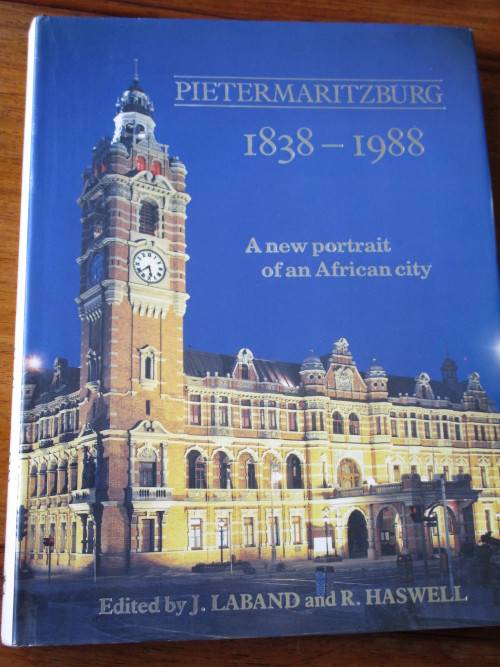 PIETERMARITZBURG
1838 – 1988
A new portrait
of an African city
Edited by J. LABAND and R. HASWELL